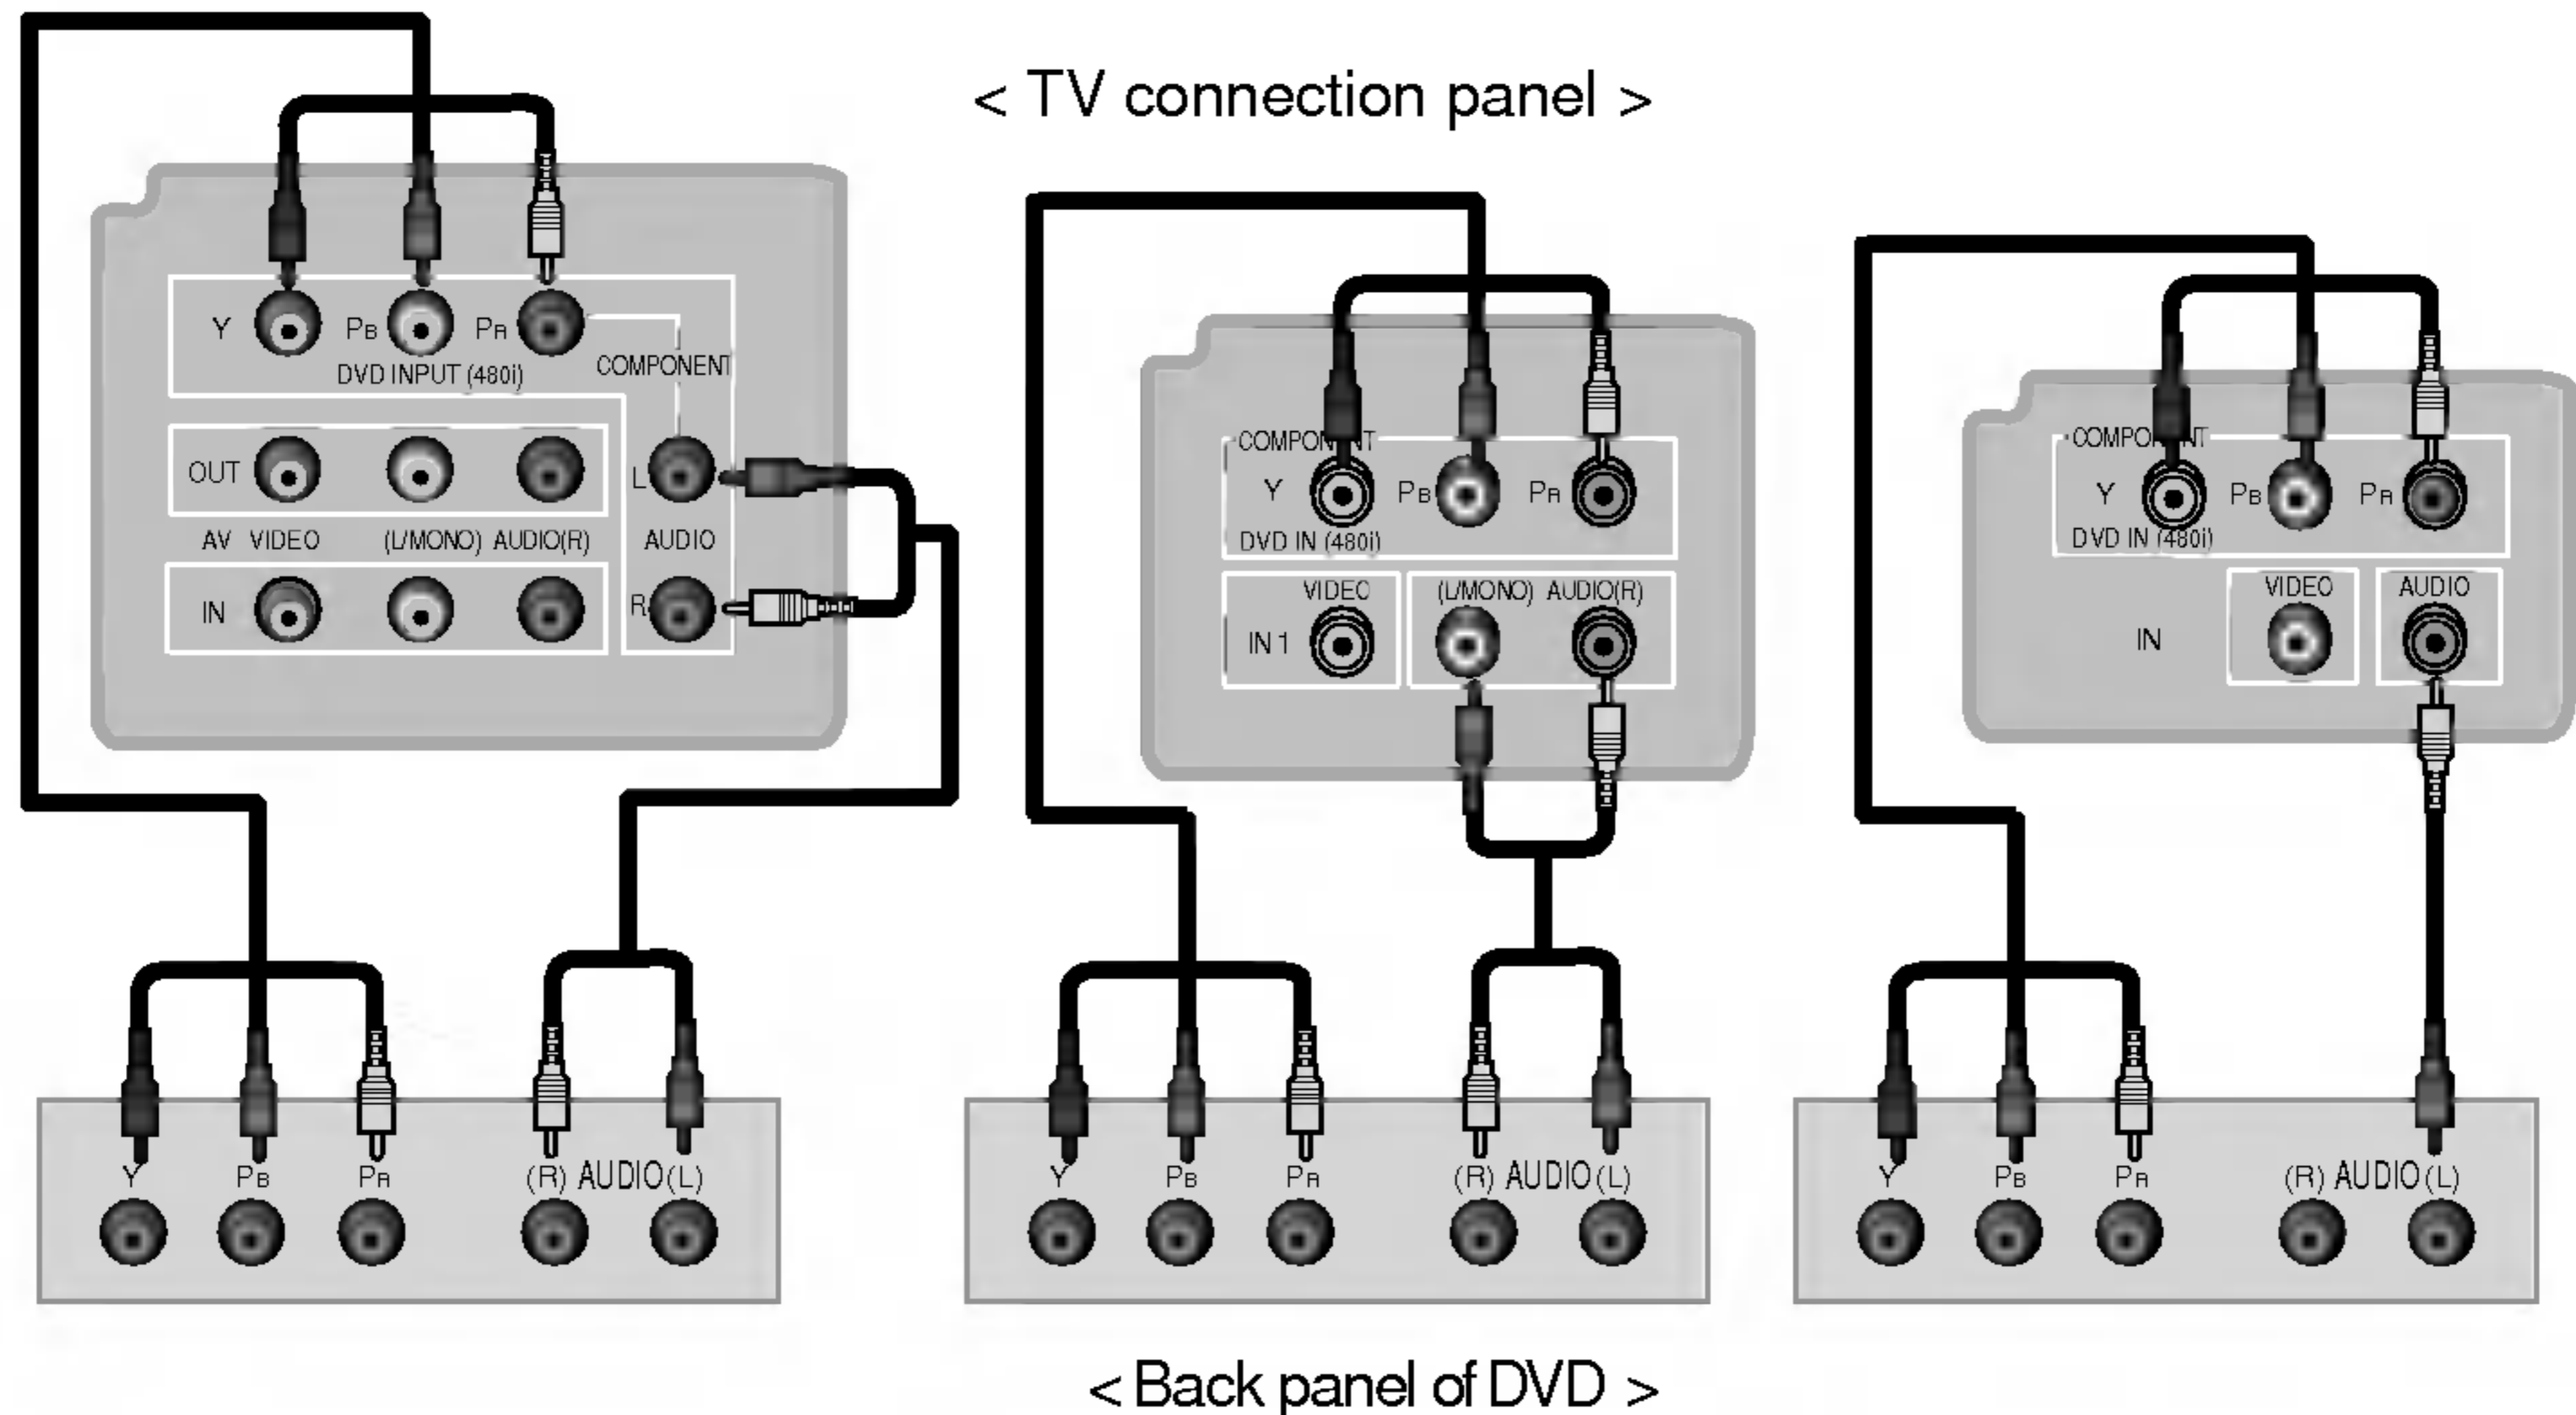 < TV connection panel >
Y PB PR
DVD INPUT (480i)
COMPONENT
OUT
L
AV VIDEO (L/MONO) AUDIO(R) AUDIO
IN
R
COMPONENT
Y PB PR
DVD IN (480i)
VIDEO (L/MONO) AUDIO(R)
IN 1
COMPONENT
Y PB PR
DVD IN (480i)
VIDEO AUDIO
IN
Y PB PR (R) AUDIO (L)
Y PB PR (R) AUDIO (L)
Y PB PR (R) AUDIO (L)
< Back panel of DVD >